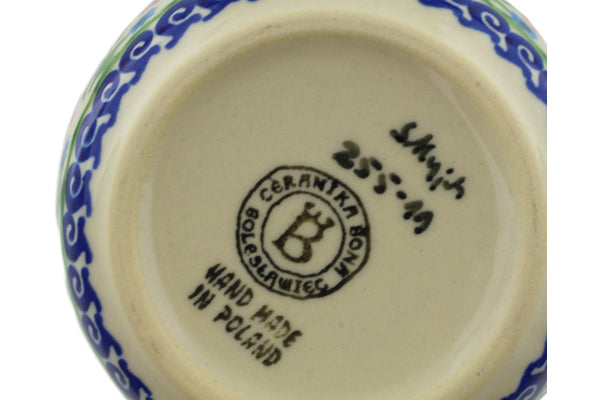 255-19
CERAMIKA BONA
BOLESŁAWIEC
B
HAND MADE
IN POLAND